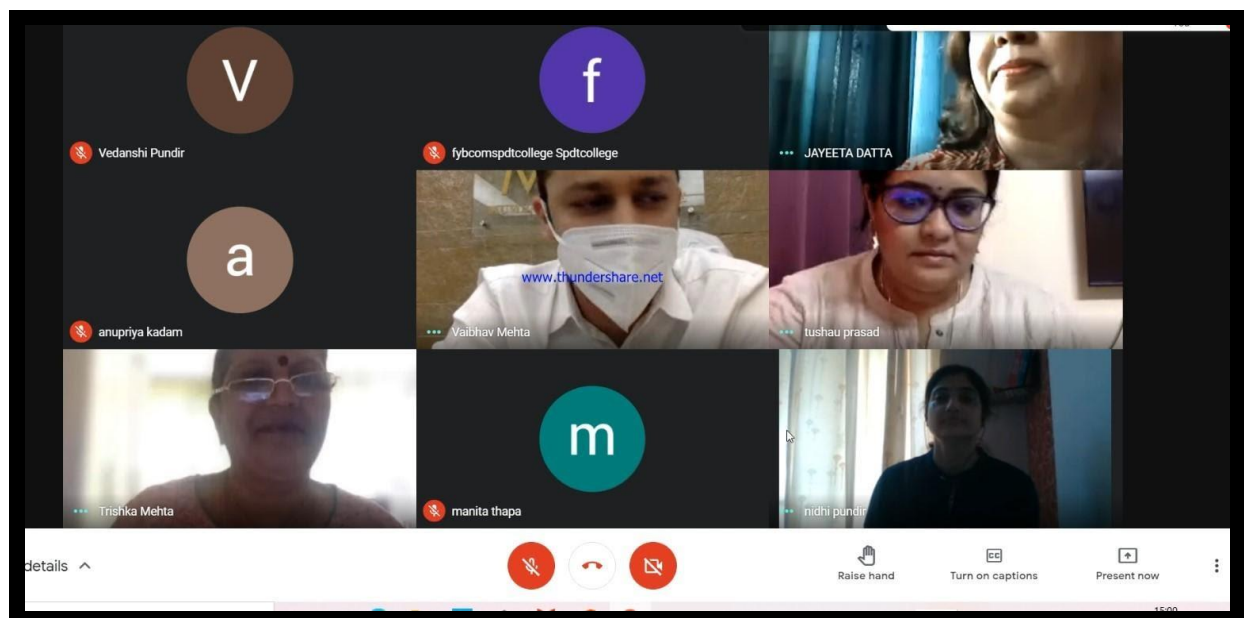 V
Vedanshi Pundir
f
fybcomspdtcollege Spdtcollege
JAYEETA DATTA
a
anupriya kadam
www.thundershare.net
Vaibhav Mehta
tushau prasad
Trishka Mehta
m
manita thapa
nidhi pundir
details
Raise hand
CC
Turn on captions
Present now
15:00